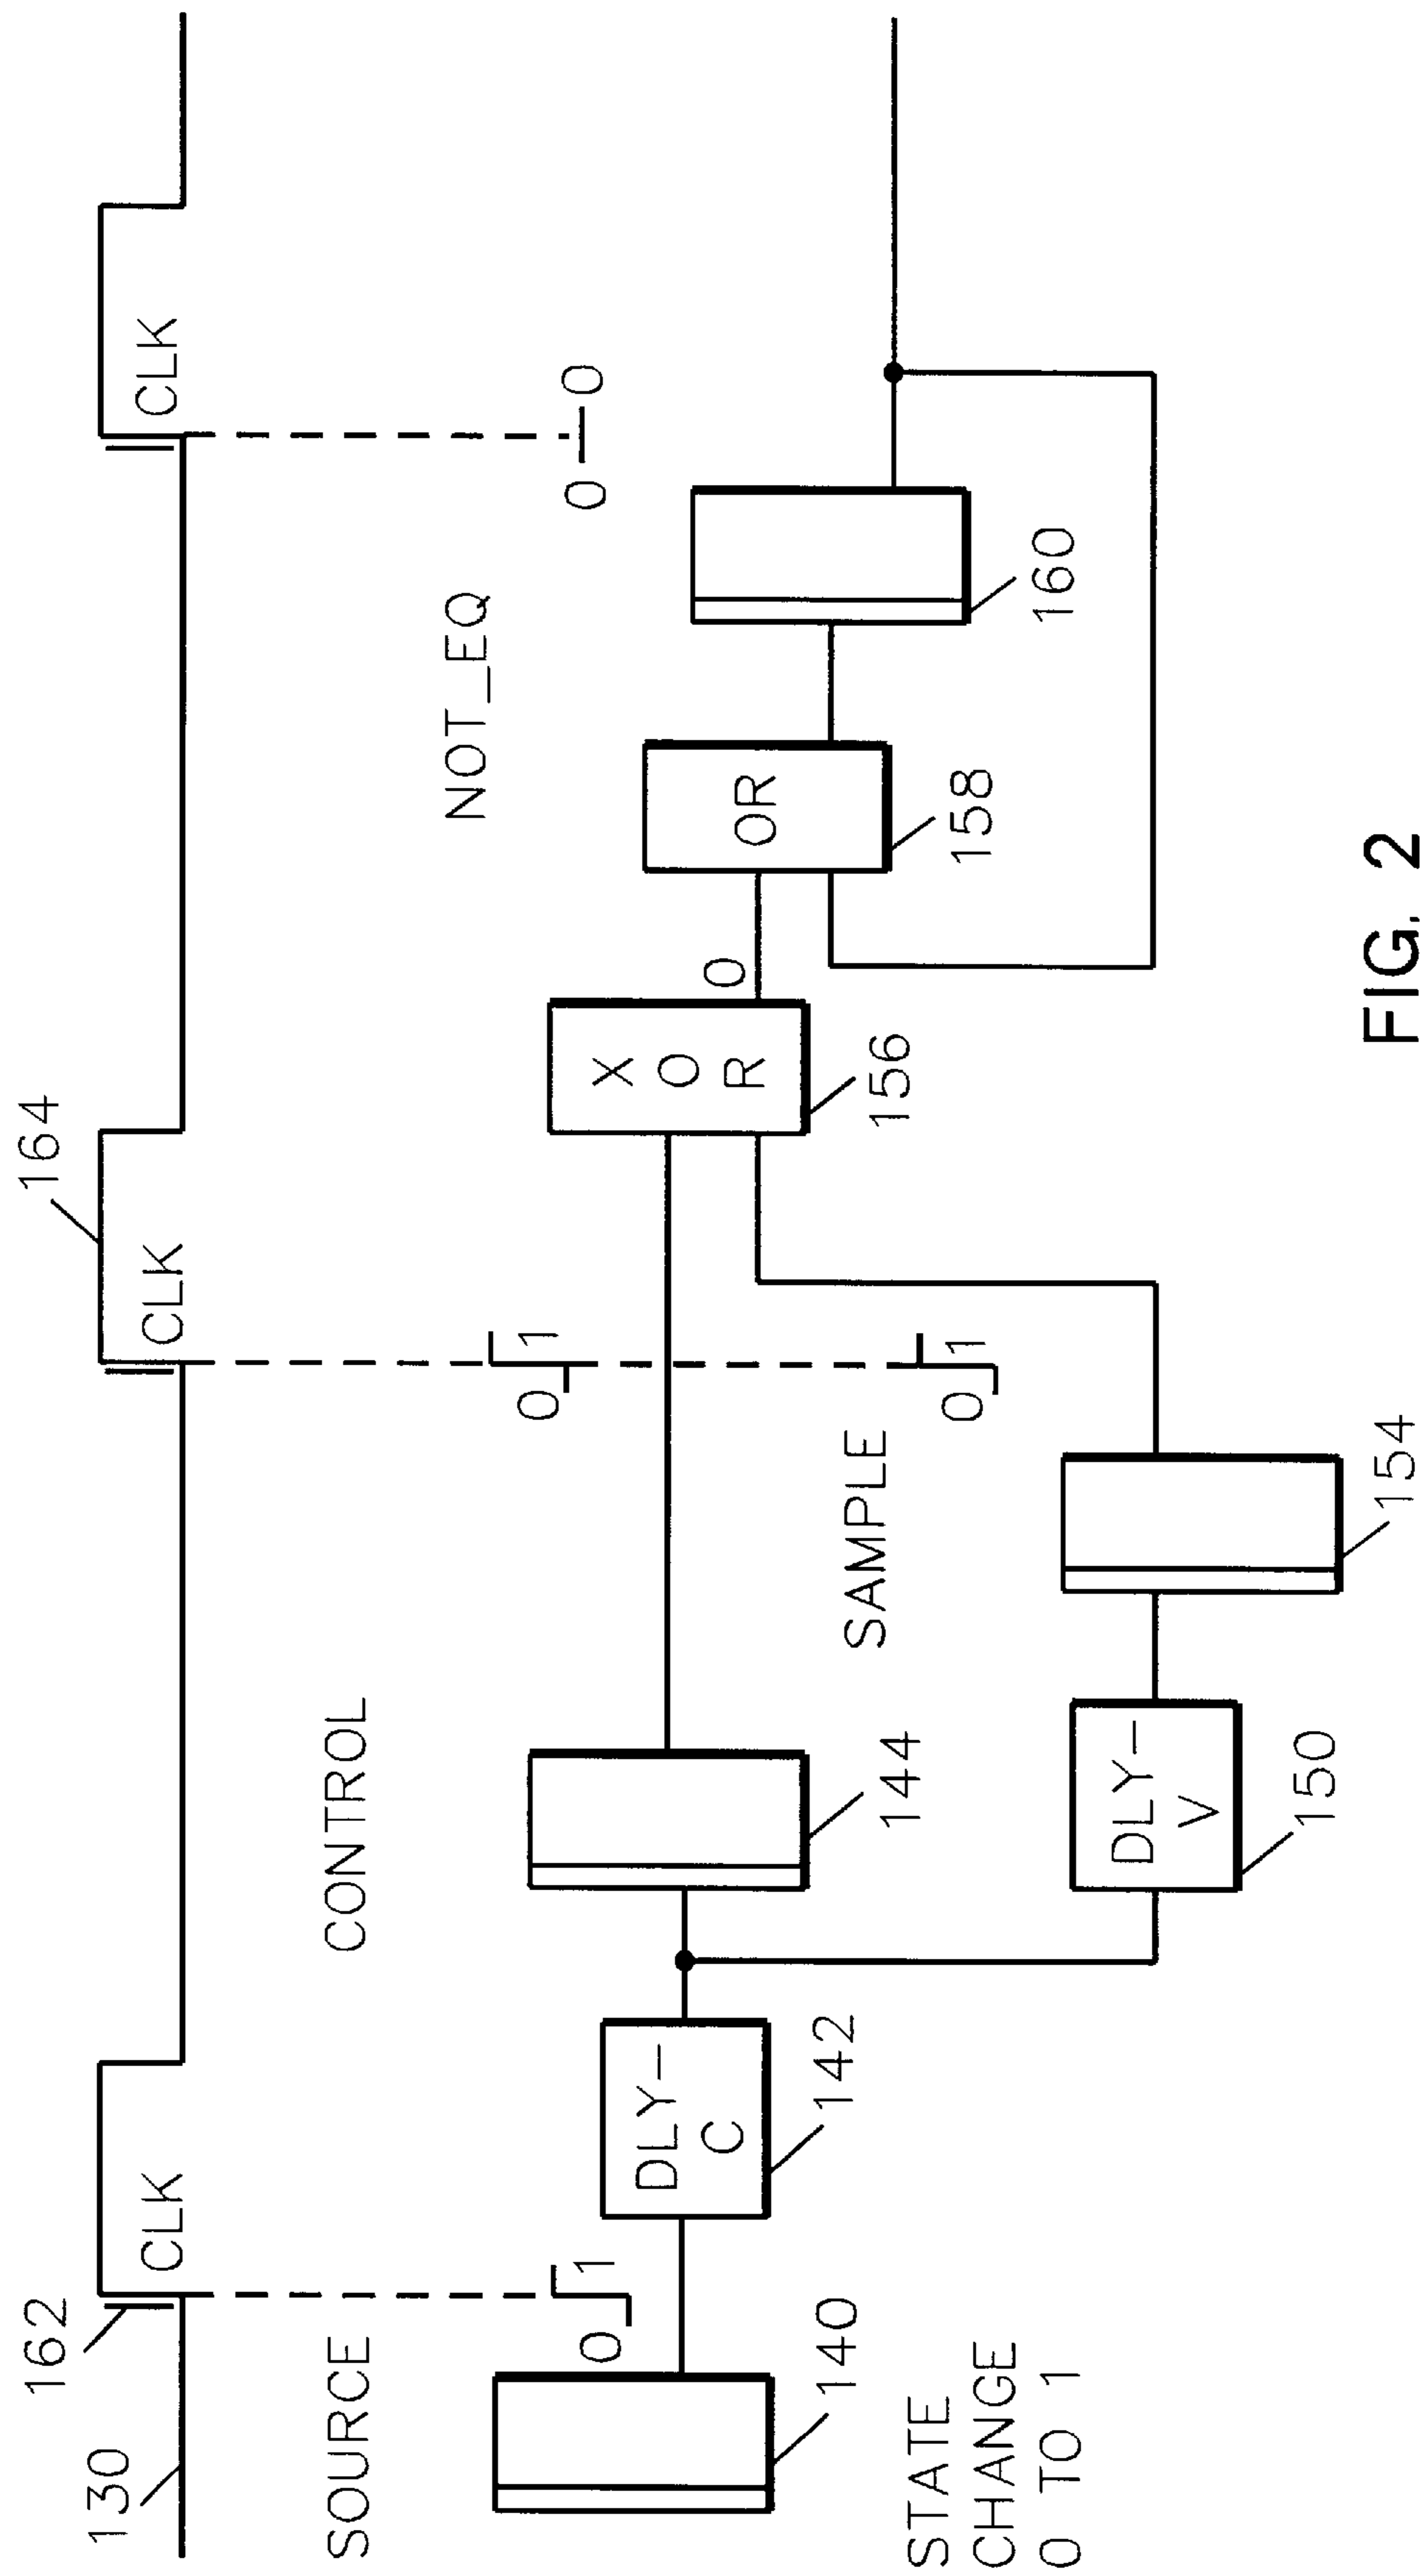 164
162
130
CLK
CLK
CLK
SOURCE
CONTROL
NOT_EQ
0 1
0 1
0 0
SAMPLE
0 1
DLY-
C
X
O
R
0
OR
140
142
144
156
158
160
STATE
CHANGE
0 TO 1
DLY-
V
150
154
FIG. 2